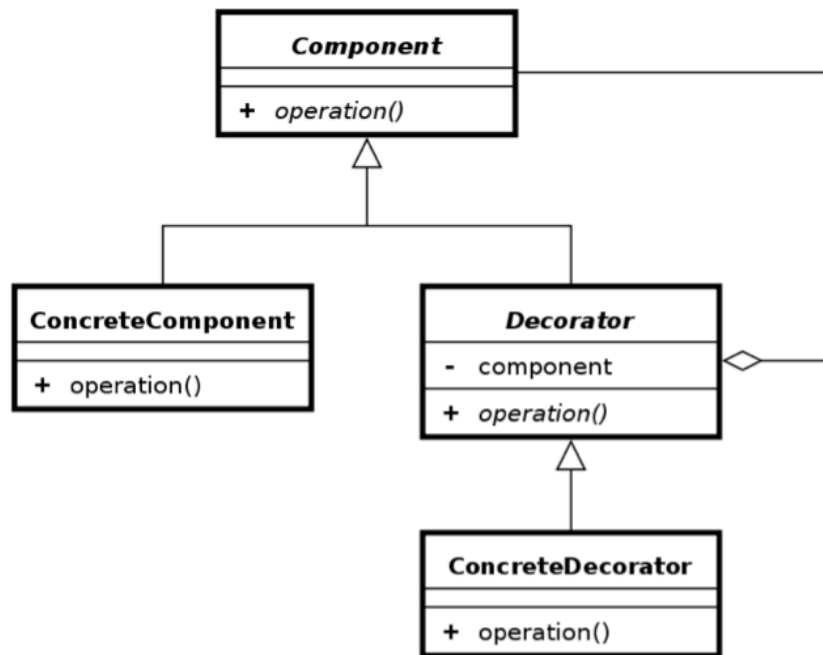 Component
+ operation()
ConcreteComponent
+ operation()
Decorator
- component
+ operation()
ConcreteDecorator
+ operation()